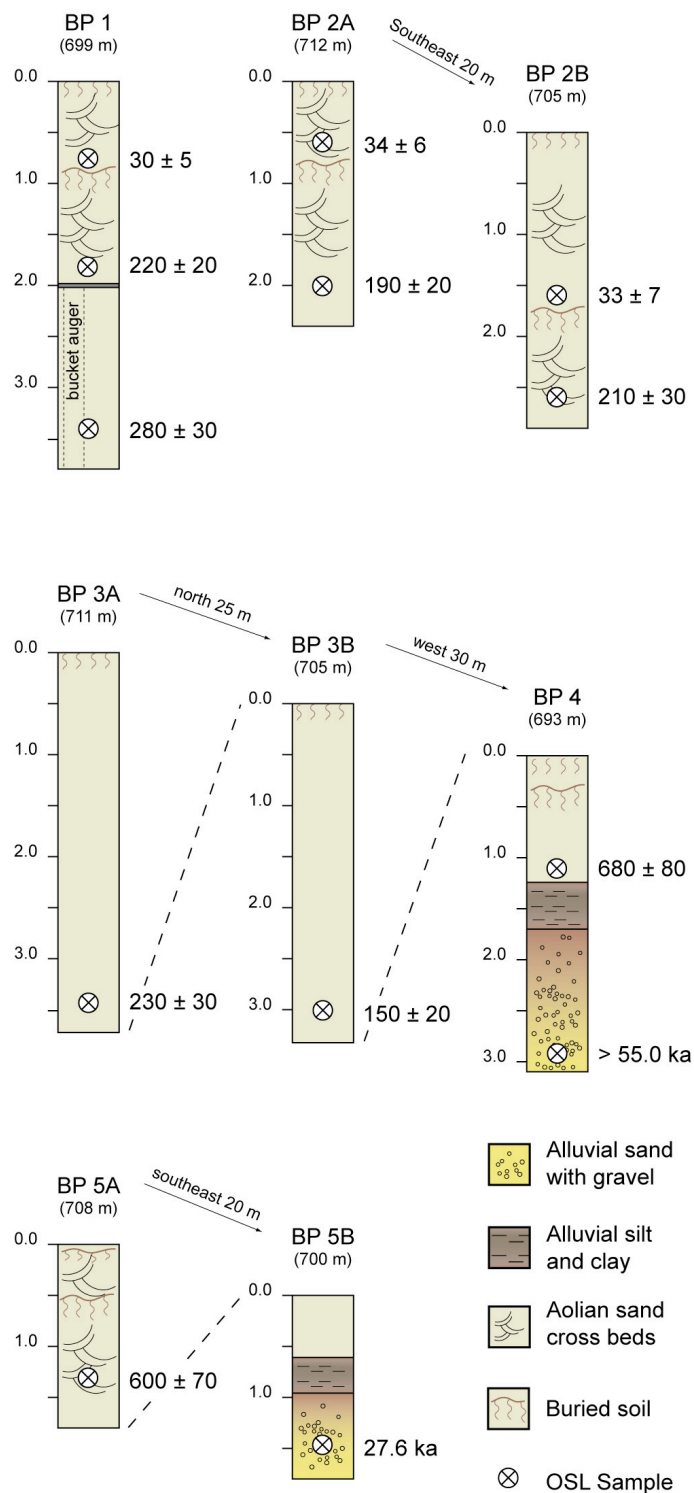 BP 1
(699 m)
0.0
1.0
2.0
3.0
30 ± 5
220 ± 20
280 ± 30
bucket auger
BP 2A
(712 m)
0.0
1.0
2.0
34 ± 6
190 ± 20
Southeast 20 m
BP 2B
(705 m)
0.0
1.0
2.0
33 ± 7
210 ± 30
BP 3A
(711 m)
0.0
1.0
2.0
3.0
230 ± 30
north 25 m
BP 3B
(705 m)
0.0
1.0
2.0
3.0
150 ± 20
west 30 m
BP 4
(693 m)
0.0
1.0
2.0
3.0
680 ± 80
> 55.0 ka
BP 5A
(708 m)
0.0
1.0
600 ± 70
southeast 20 m
BP 5B
(700 m)
0.0
1.0
27.6 ka
Alluvial sand
with gravel
Alluvial silt
and clay
Aolian sand
cross beds
Buried soil
OSL Sample